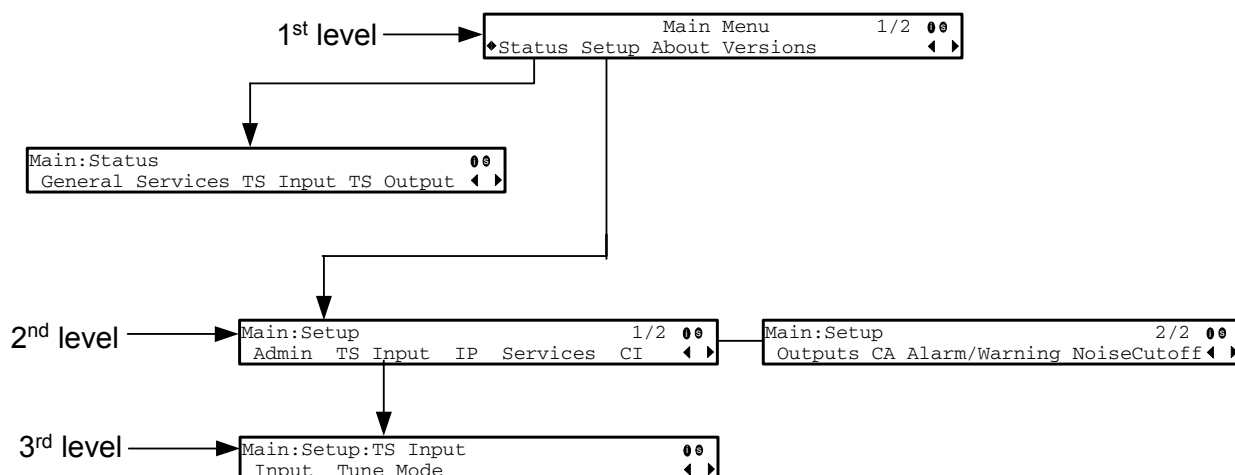 1st level
Main Menu 1/2
Status Setup About Versions
Main:Status
General Services TS Input TS Output
2nd level
Main:Setup 1/2
Admin TS Input IP Services CI
Main:Setup 2/2
Outputs CA Alarm/Warning NoiseCutoff
3rd level
Main:Setup:TS Input
Input Tune Mode